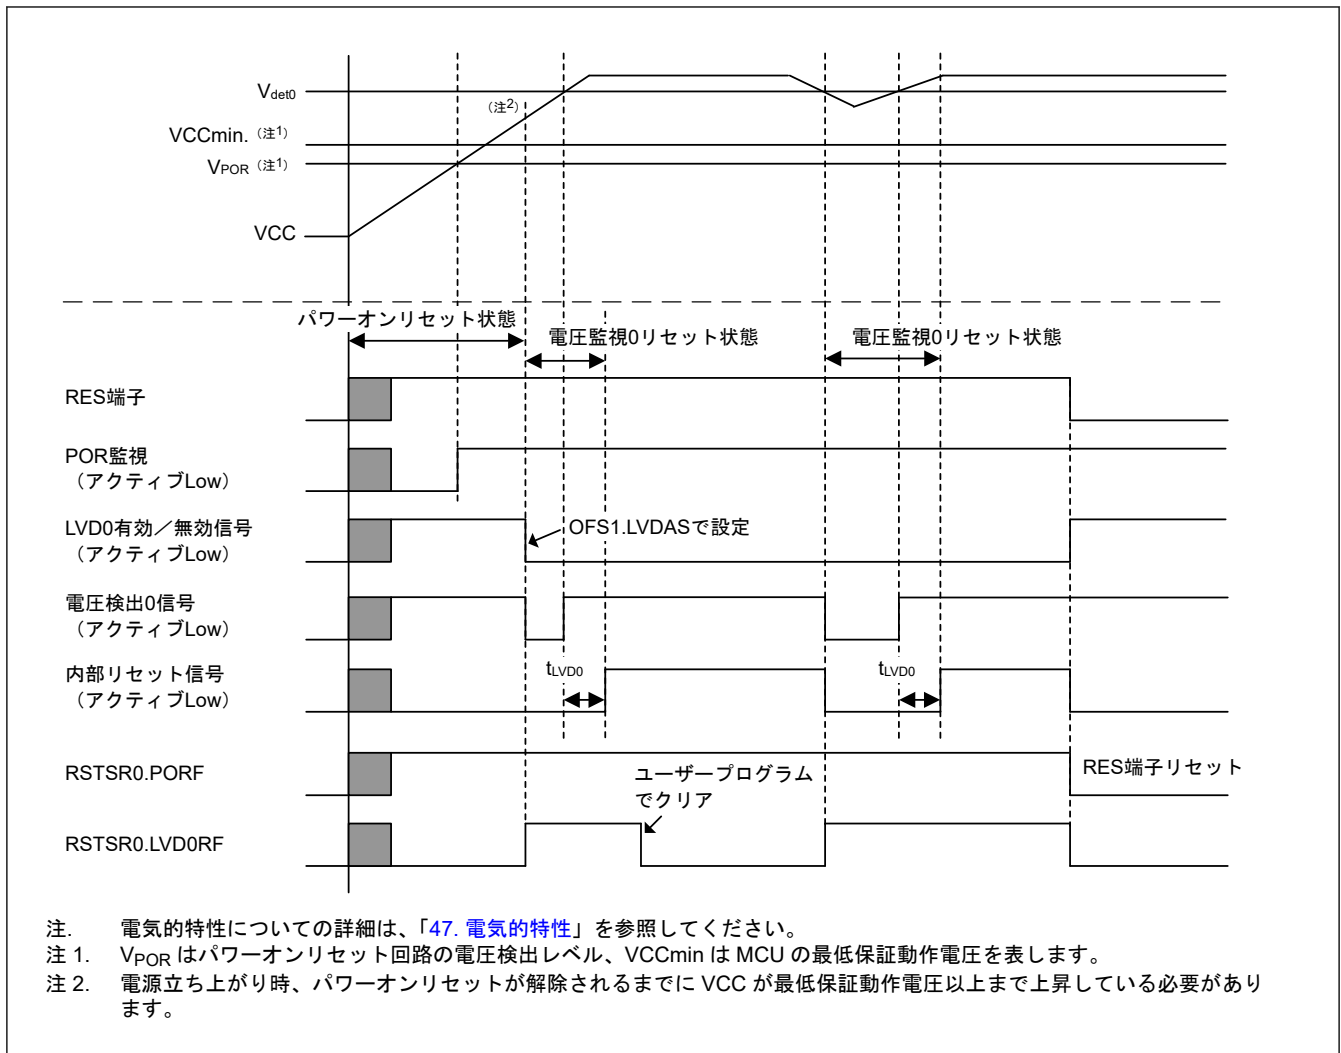 Vdet0
(注2)
VCCmin.(注1)
VPOR(注1)
VCC
パワーオンリセット状態
電圧監視0リセット状態
電圧監視0リセット状態
RES端子
POR監視
(アクティブLow)
LVD0有効／無効信号
(アクティブLow)
OFS1.LVDASで設定
電圧検出0信号
(アクティブLow)
内部リセット信号
(アクティブLow)
tLVD0
tLVD0
RSTSR0.PORF
ユーザープログラム
でクリア
RES端子リセット
RSTSR0.LVD0RF
注. 電気的特性についての詳細は、「47. 電気的特性」を参照してください。
注 1. VPOR はパワーオンリセット回路の電圧検出レベル、VCCmin は MCU の最低保証動作電圧を表します。
注 2. 電源立ち上がり時、パワーオンリセットが解除されるまでに VCC が最低保証動作電圧以上まで上昇している必要があり
ます。